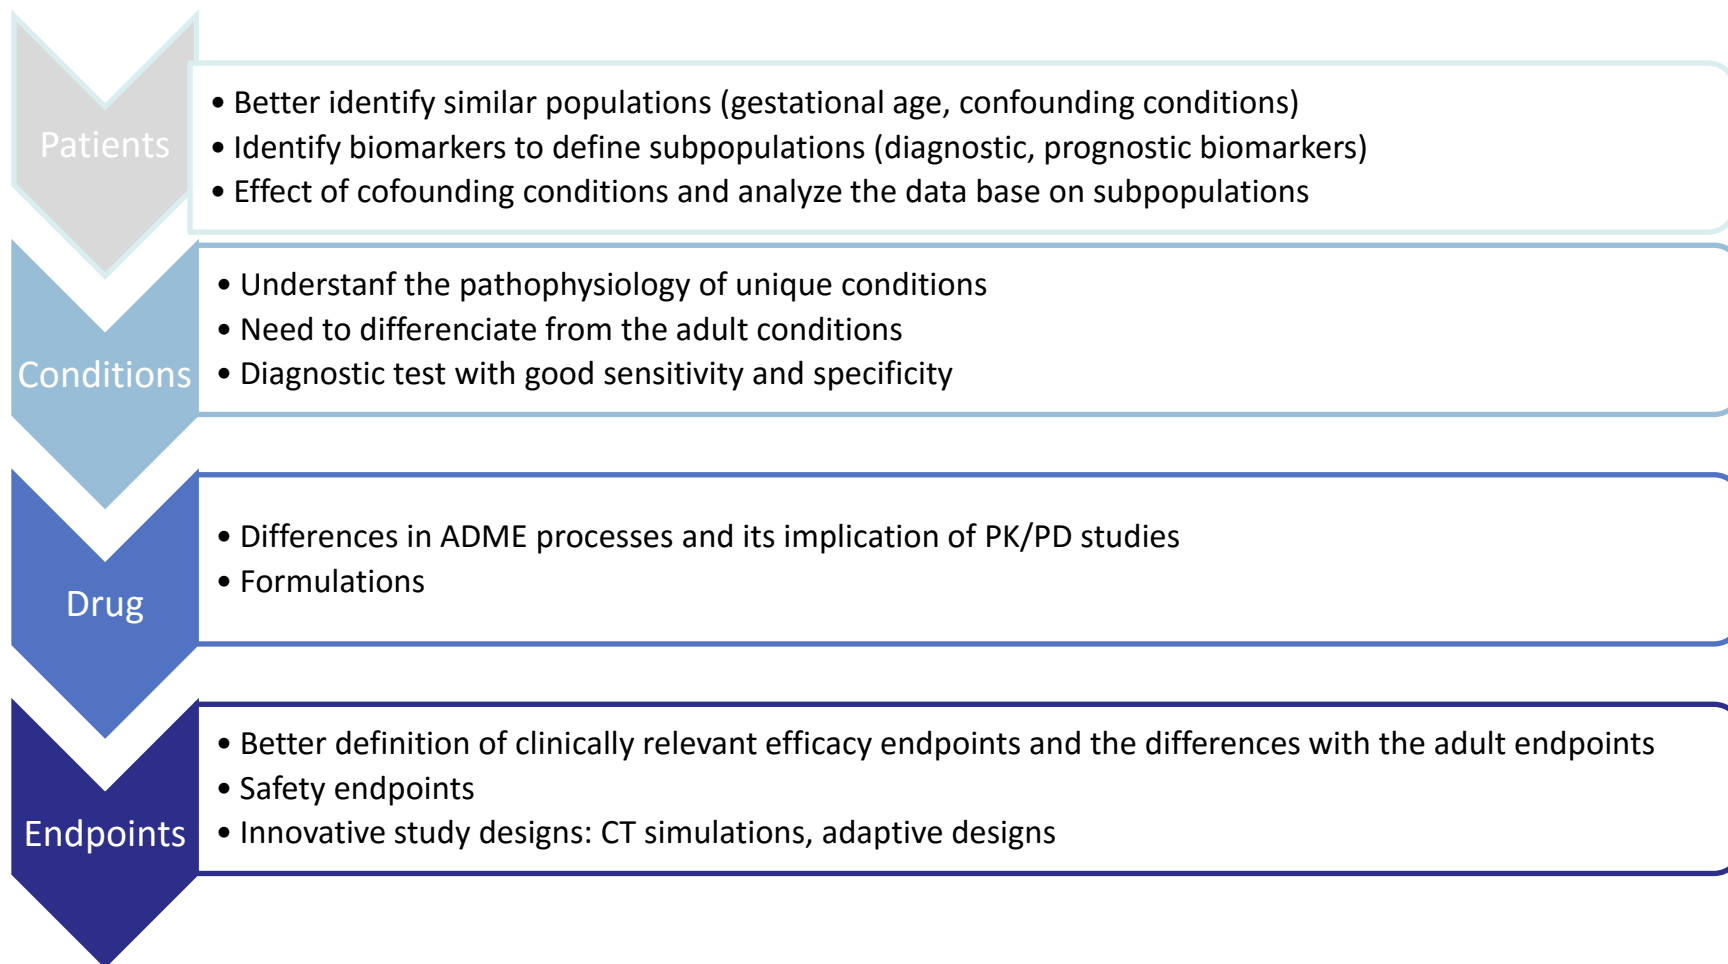 Patients
• Better identify similar populations (gestational age, confounding conditions)
• Identify biomarkers to define subpopulations (diagnostic, prognostic biomarkers)
• Effect of cofounding conditions and analyze the data base on subpopulations
Conditions
• Understanf the pathophysiology of unique conditions
• Need to differenciate from the adult conditions
• Diagnostic test with good sensitivity and specificity
Drug
• Differences in ADME processes and its implication of PK/PD studies
• Formulations
Endpoints
• Better definition of clinically relevant efficacy endpoints and the differences with the adult endpoints
• Safety endpoints
• Innovative study designs: CT simulations, adaptive designs